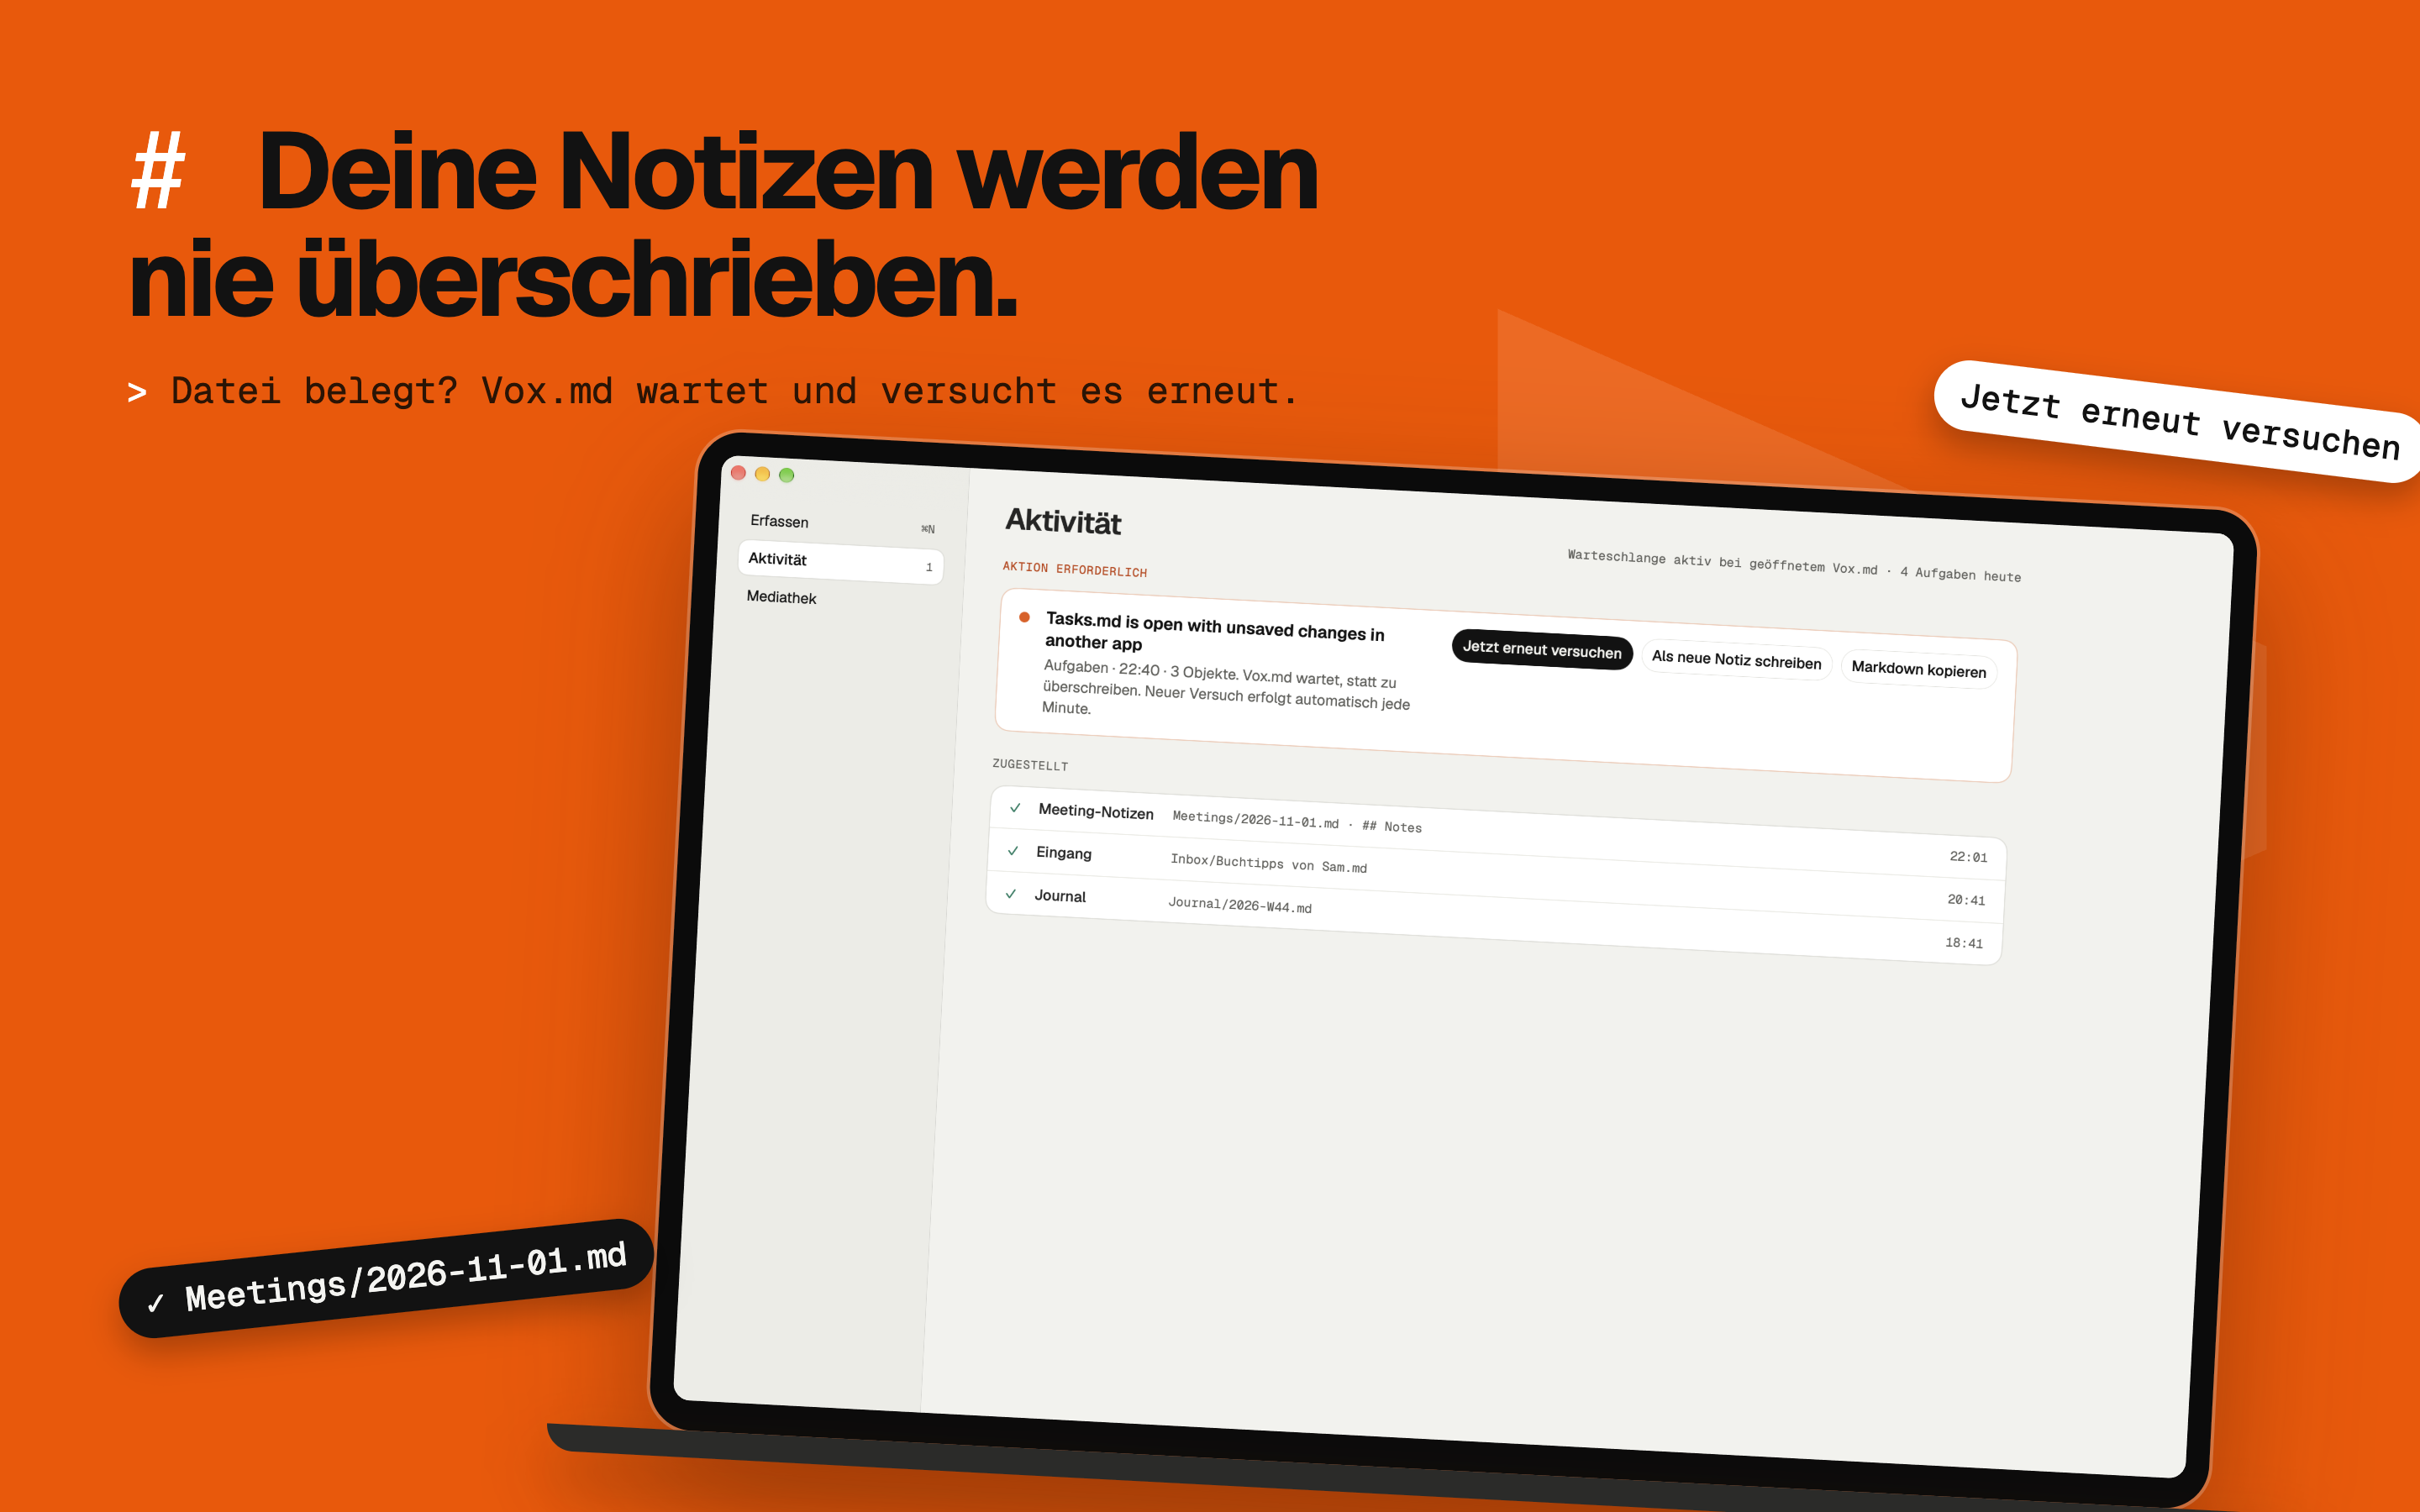 # Deine Notizen werden
nie überschrieben.
> Datei belegt? Vox.md wartet und versucht es erneut.
Jetzt erneut versuchen
Erfassen ⌘N
Aktivität 1
Mediathek
Aktivität
Warteschlange aktiv bei geöffnetem Vox.md · 4 Aufgaben heute
AKTION ERFORDERLICH
Tasks.md is open with unsaved changes in
another app
Aufgaben · 22:40 · 3 Objekte. Vox.md wartet, statt zu
überschreiben. Neuer Versuch erfolgt automatisch jede
Minute.
Jetzt erneut versuchen
Als neue Notiz schreiben
Markdown kopieren
ZUGESTELLT
✓ Meeting-Notizen Meetings/2026-11-01.md · ## Notes 22:01
✓ Eingang Inbox/Buchtipps von Sam.md 20:41
✓ Journal Journal/2026-W44.md 18:41
✓ Meetings/2026-11-01.md